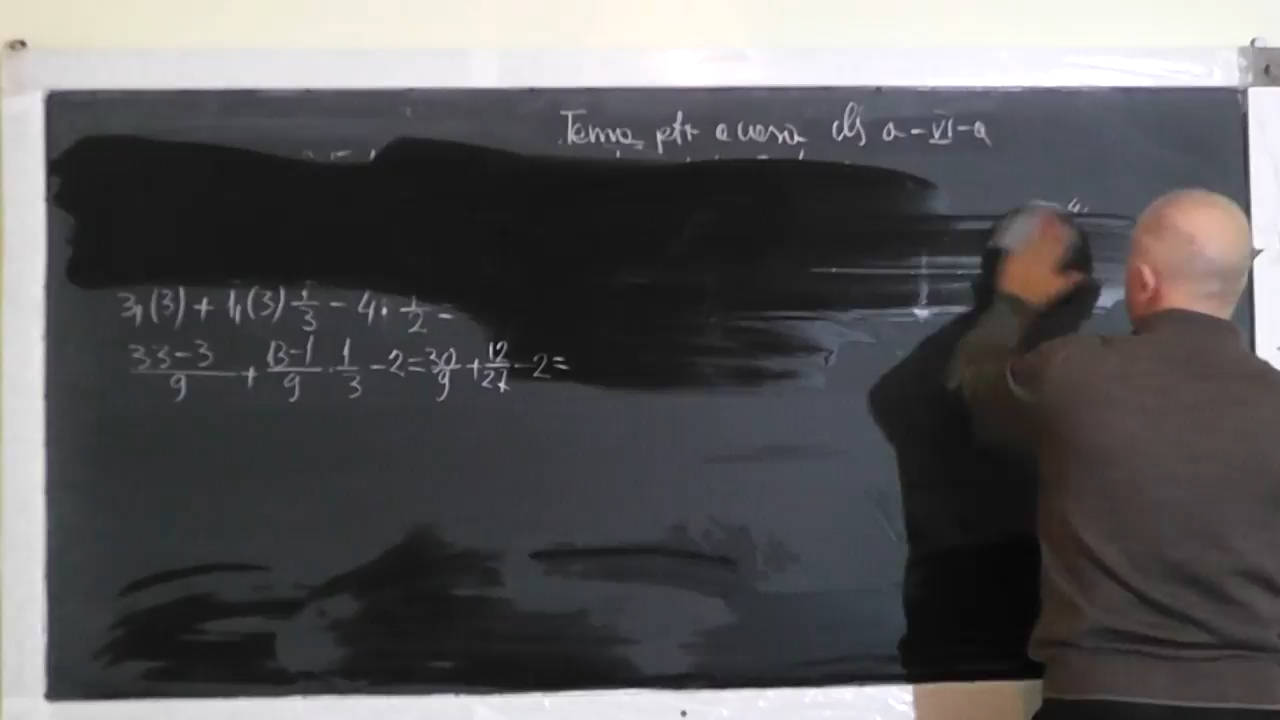 Tema ptr acasa cls a-VI-a
3,(3) + 1,(3) 1/3 - 4 · 1/2 =
33-3/9 + 13-1/9 · 1/3 - 2 = 30/9 + 12/27 - 2 =